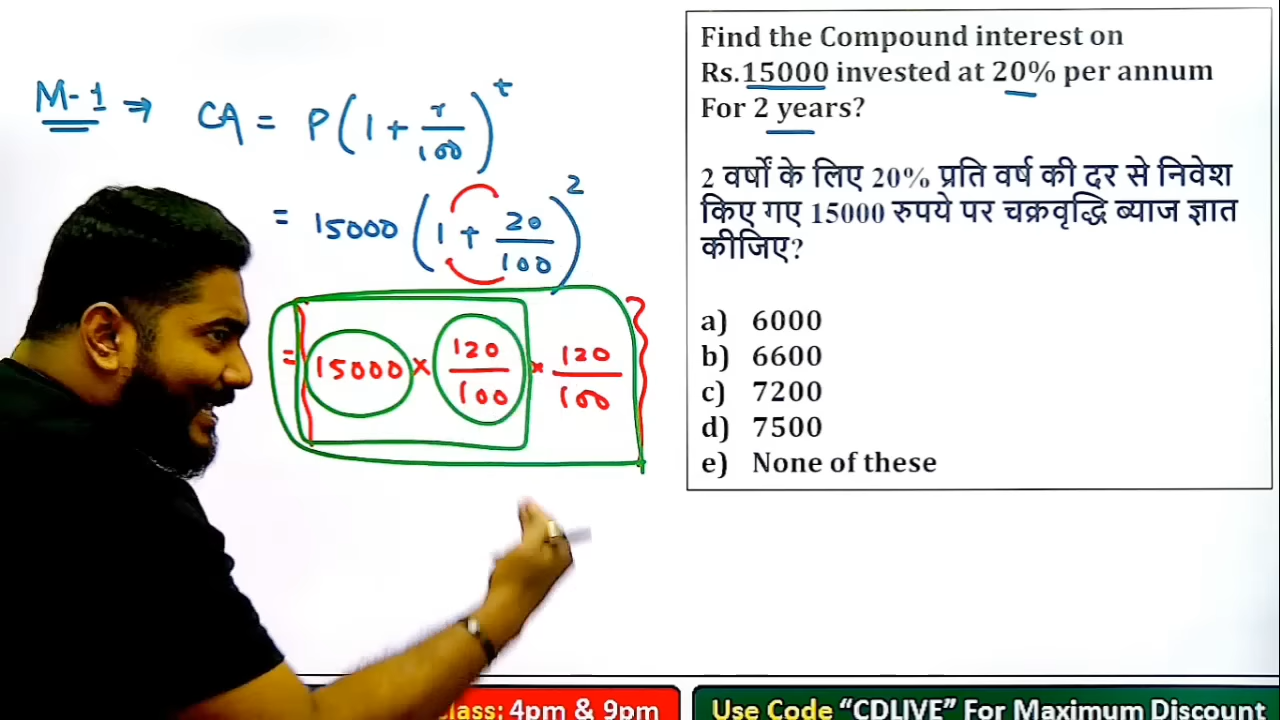 M-1 → CA = P(1 + r/100)^t
= 15000 (1 + 20/100)^2
= {15000 × 120/100 × 120/100}
Find the Compound interest on
Rs.15000 invested at 20% per annum
For 2 years?
2 वर्षों के लिए 20% प्रति वर्ष की दर से निवेश
किए गए 15000 रुपये पर चक्रवृद्धि ब्याज ज्ञात
कीजिए?
a) 6000
b) 6600
c) 7200
d) 7500
e) None of these
4pm & 9pm
Use Code “CDLIVE” For Maximum Discount